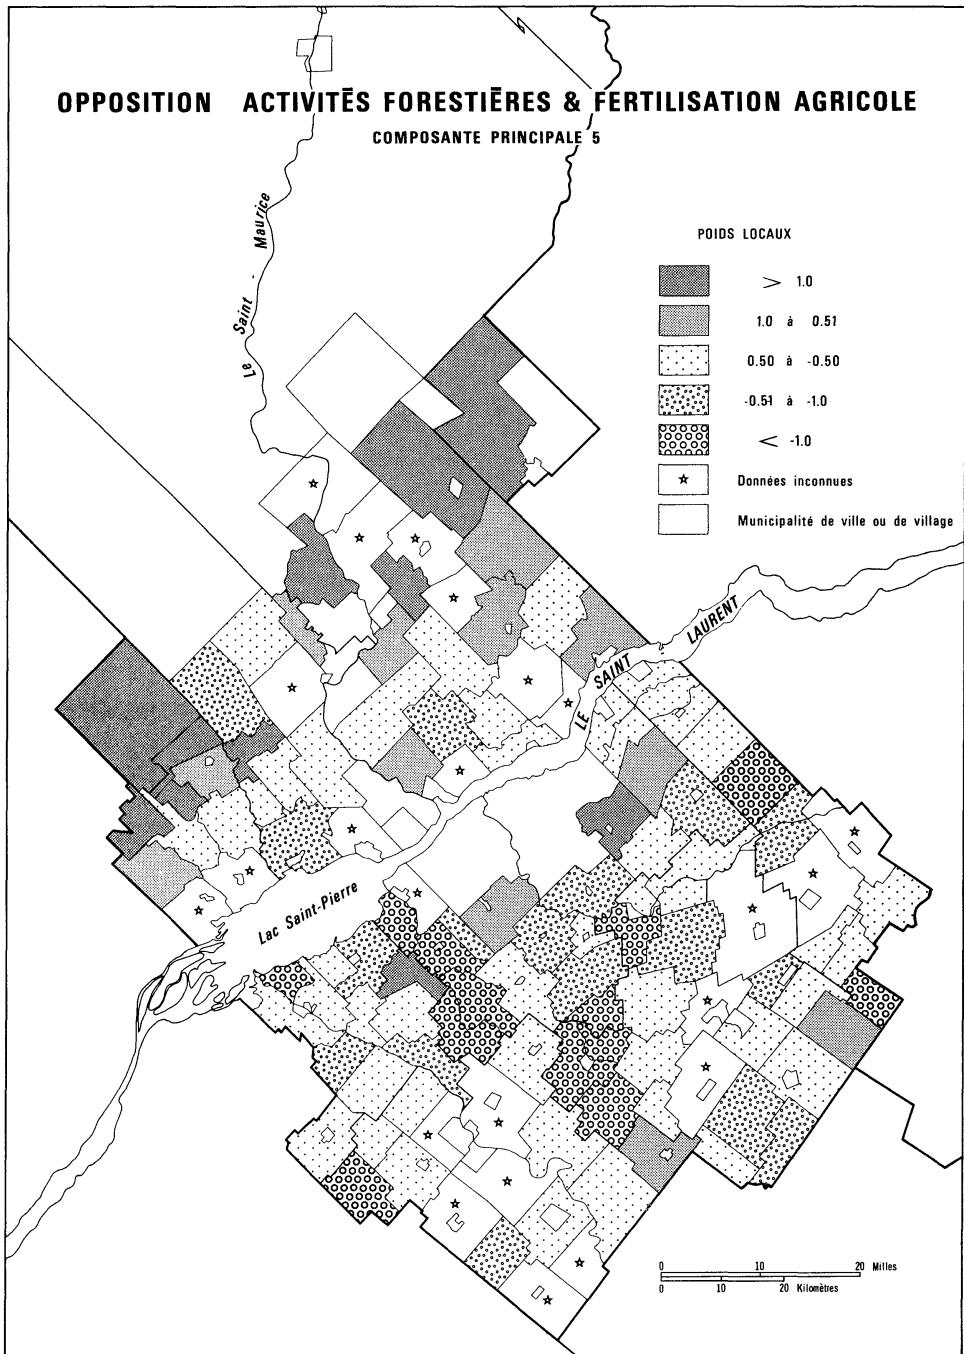 OPPOSITION ACTIVITĒS FORESTIĒRES & FERTILISATION AGRICOLE
COMPOSANTE PRINCIPALE 5
Le Saint - Maurice
POIDS LOCAUX
> 1.0
1.0 à 0.51
0.50 à -0.50
-0.51 à -1.0
< -1.0
Données inconnues
Municipalité de ville ou de village
LE SAINT LAURENT
Lac Saint-Pierre
0 10 20 Milles
0 10 20 Kilomètres